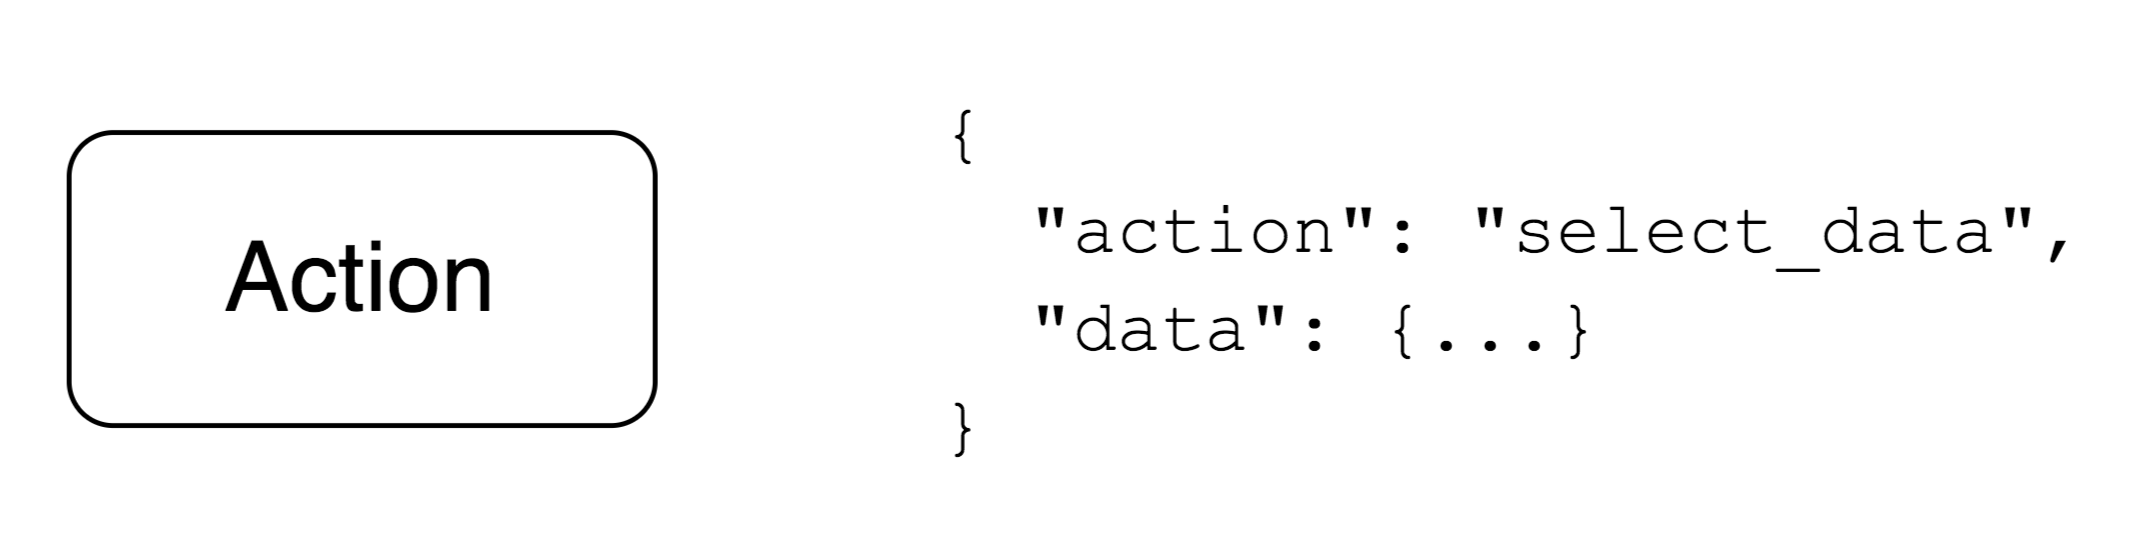 Action
{
  "action": "select_data",
  "data": {...}
}